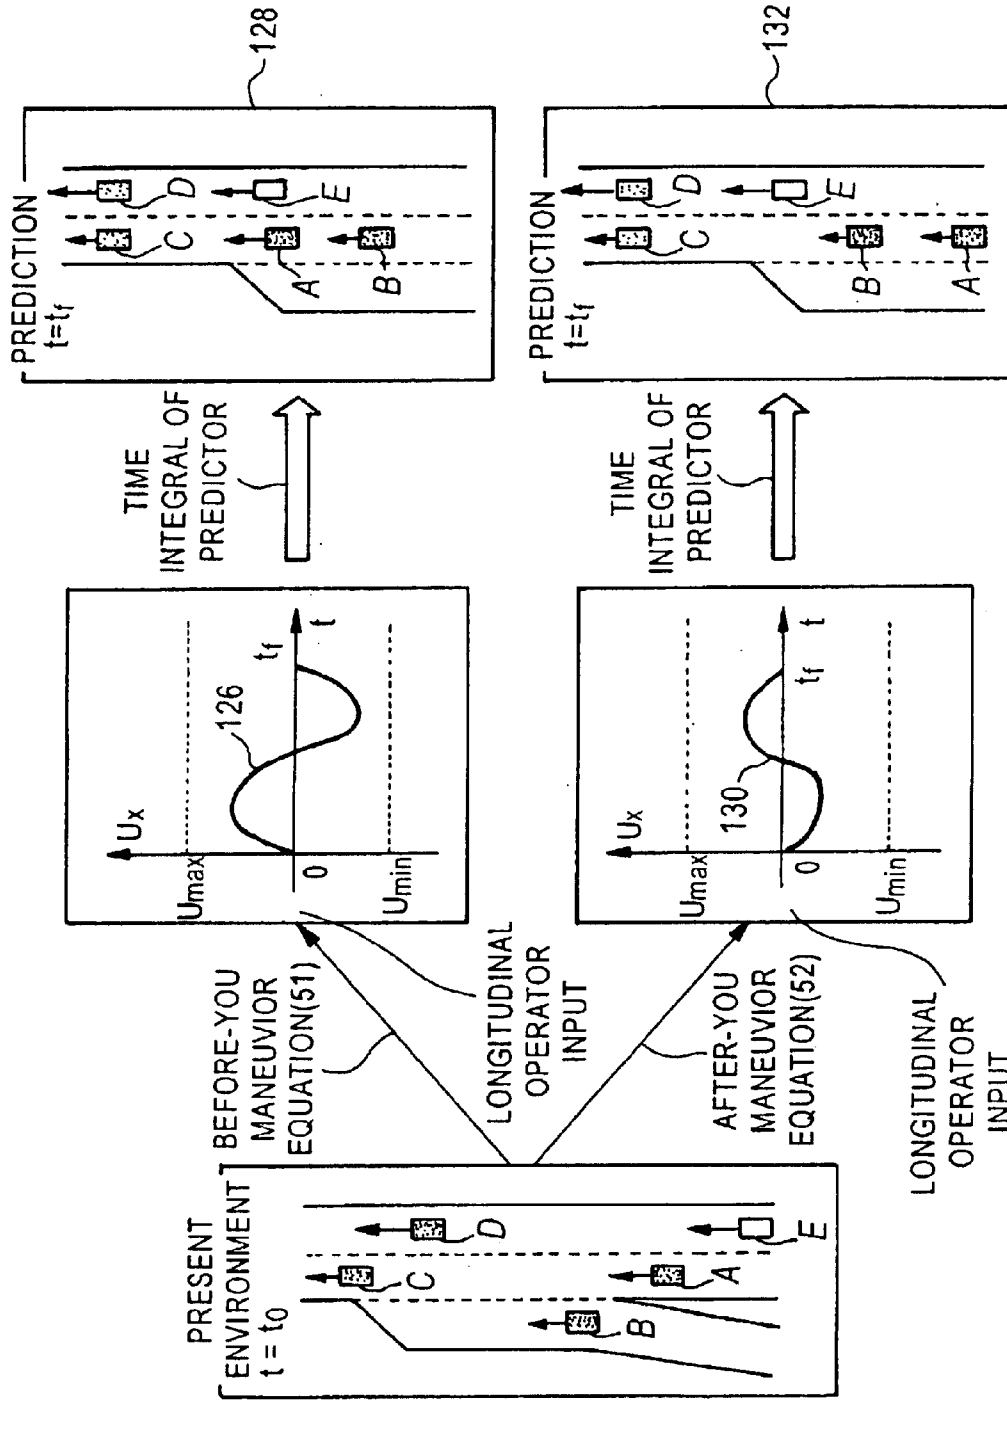 PRESENT
ENVIRONMENT
t = t0
C
D
B
A
E
BEFORE-YOU
MANEUVIOR
EQUATION(51)
AFTER-YOU
MANEUVIOR
EQUATION(52)
LONGITUDINAL
OPERATOR
INPUT
Ux
Umax
0
Umin
126
tf
t
LONGITUDINAL
OPERATOR
INPUT
Ux
Umax
0
Umin
130
tf
t
TIME
INTEGRAL OF
PREDICTOR
TIME
INTEGRAL OF
PREDICTOR
PREDICTION
t=tf
C
D
A
E
B
128
PREDICTION
t=tf
C
D
B
E
A
132